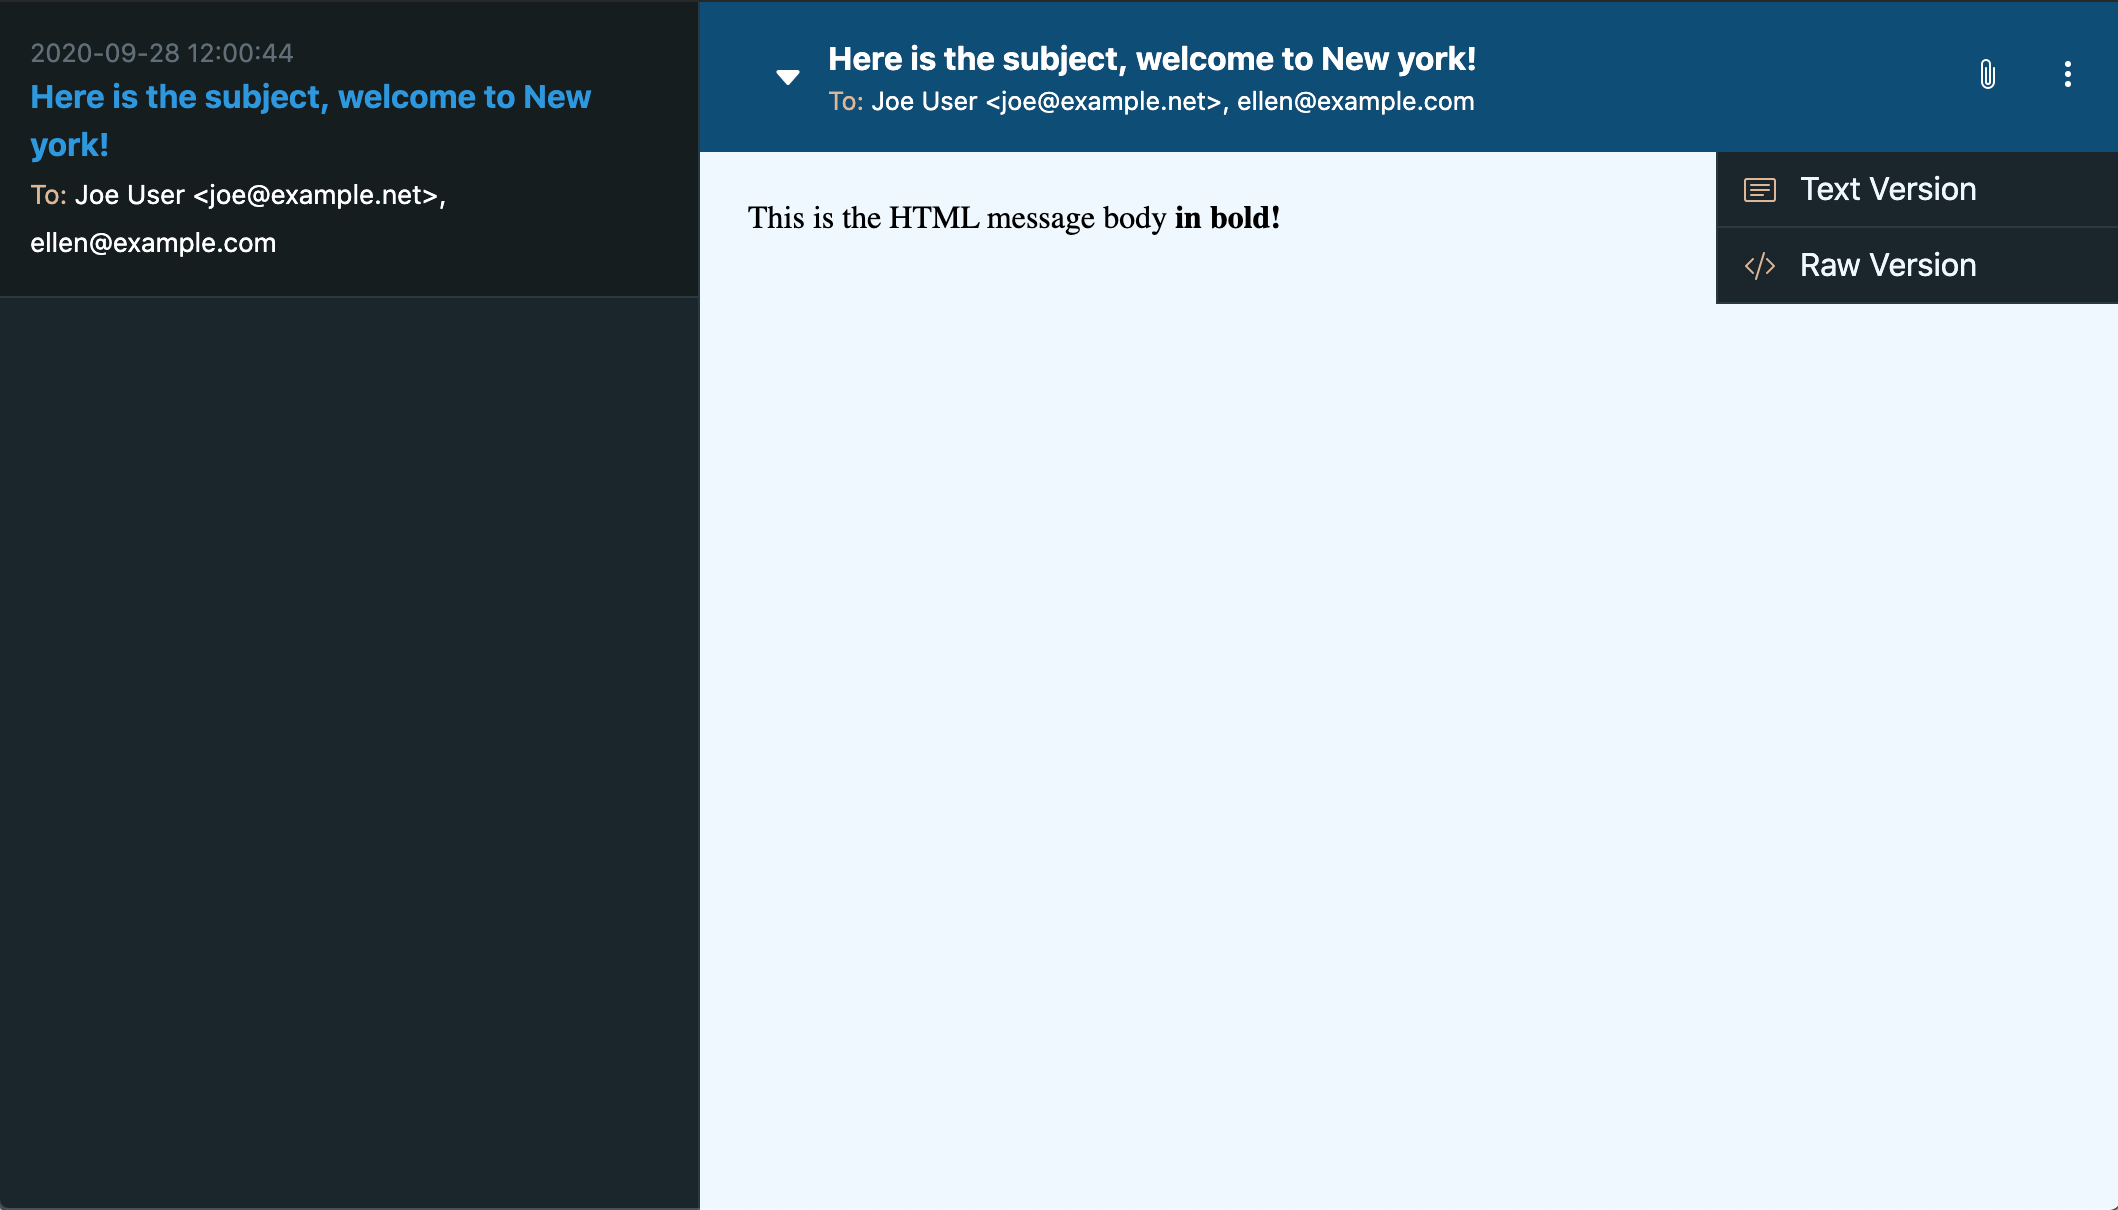 2020-09-28 12:00:44
Here is the subject, welcome to New
york!
To: Joe User <joe@example.net>,
ellen@example.com
Here is the subject, welcome to New york!
To: Joe User <joe@example.net>, ellen@example.com
Text Version
Raw Version
This is the HTML message body in bold!